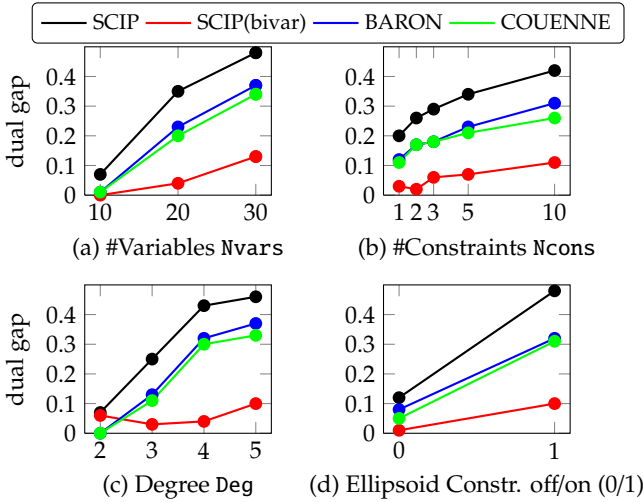 SCIP SCIP(bivar) BARON COUENNE
dual gap
0.4
0.3
0.2
0.1
0
10 20 30
(a) #Variables Nvars
0.4
0.3
0.2
0.1
0
1 2 3 5 10
(b) #Constraints Ncons
dual gap
0.4
0.3
0.2
0.1
0
2 3 4 5
(c) Degree Deg
0.4
0.3
0.2
0.1
0
0 1
(d) Ellipsoid Constr. off/on (0/1)